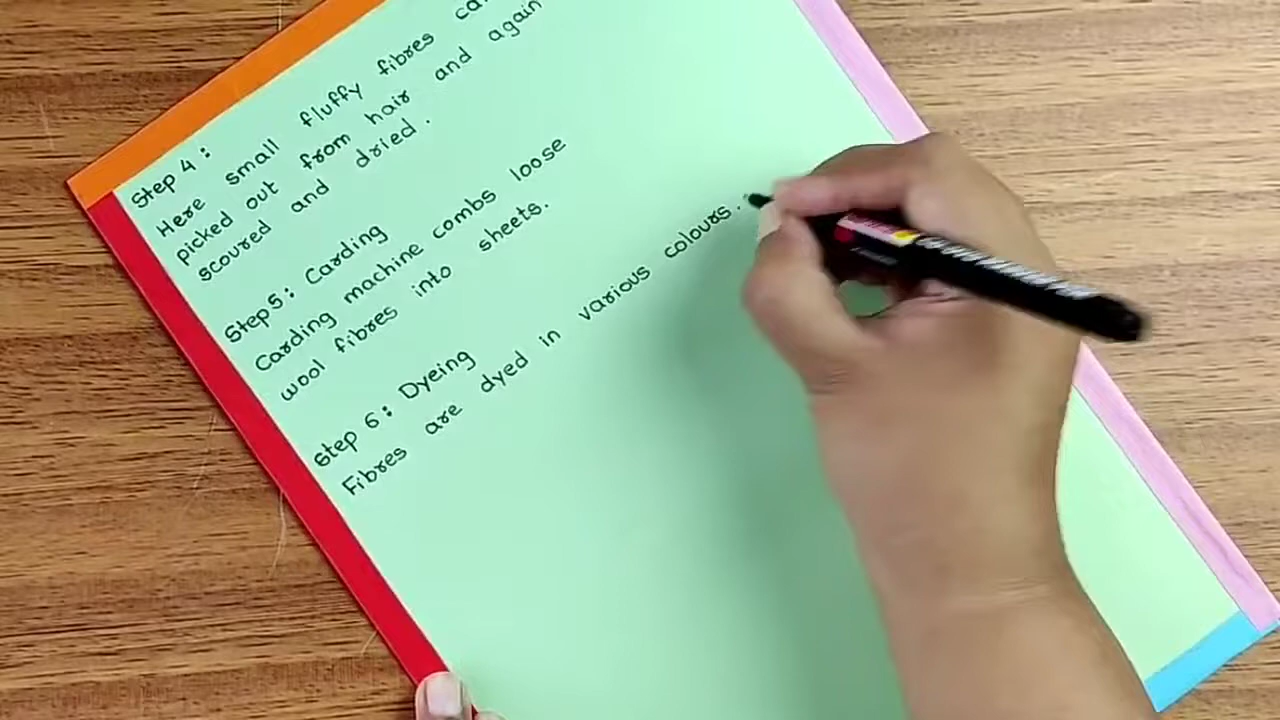 Step 4:
Here small fluffy fibres
picked out from hair and again
scoured and dried.
Step 5: Carding
Carding machine combs loose
wool fibres into sheets.
Step 6: Dyeing
Fibres are dyed in various colours.